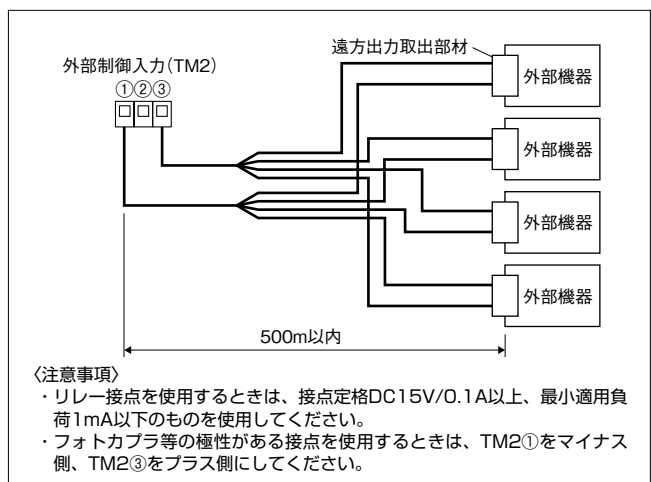 遠方出力取出部材
外部制御入力(TM2)
①②③
外部機器
外部機器
外部機器
外部機器
500m以内
〈注意事項〉
・リレー接点を使用するときは、接点定格DC15V/0.1A以上、最小適用負
荷1mA以下のものを使用してください。
・フォトカプラ等の極性がある接点を使用するときは、TM2①をマイナス
側、TM2③をプラス側にしてください。